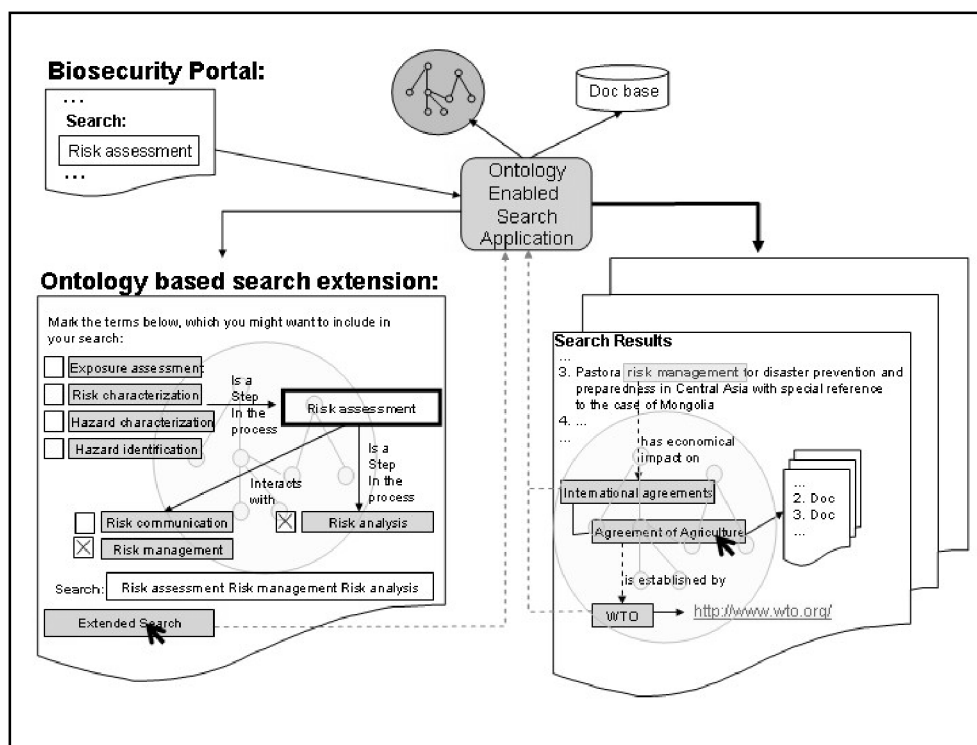 Biosecurity Portal:
...
Search:
Risk assessment
...
Doc base
Ontology
Enabled
Search
Application
Ontology based search extension:
Mark the terms below, which you might want to include in
your search:
Exposure assessment
Risk characterization
Hazard characterization
Hazard identification
Is a
Step
In the
process
Risk assessment
Interacts
with
Is a
Step
In the
process
Risk communication
Risk management
Risk analysis
Search:
Risk assessment Risk management Risk analysis
Extended Search
Search Results
...
3. Pastora risk management for disaster prevention and
preparedness in Central Asia with special reference
to the case of Mongolia
4. ...
...
has economical
impact on
International agreements
Agreement of Agriculture
...
2. Doc
3. Doc
...
is established by
WTO
http://www.wto.org/